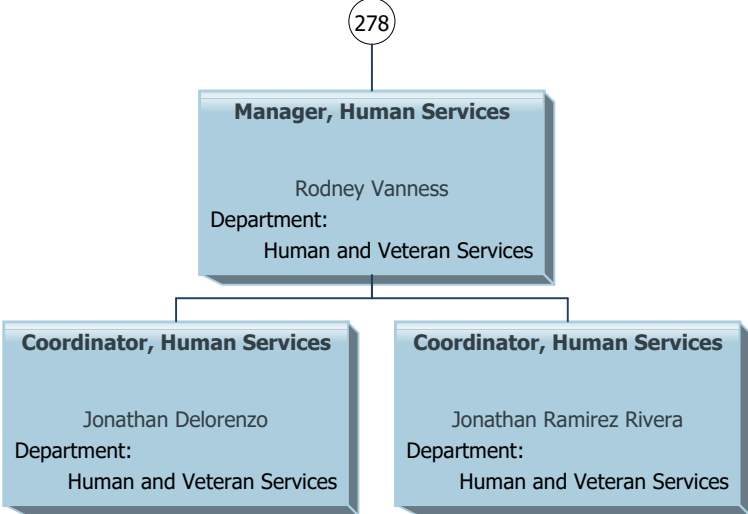 278
Manager, Human Services
Rodney Vanness
Department:
Human and Veteran Services
Coordinator, Human Services
Jonathan Delorenzo
Department:
Human and Veteran Services
Coordinator, Human Services
Jonathan Ramirez Rivera
Department:
Human and Veteran Services